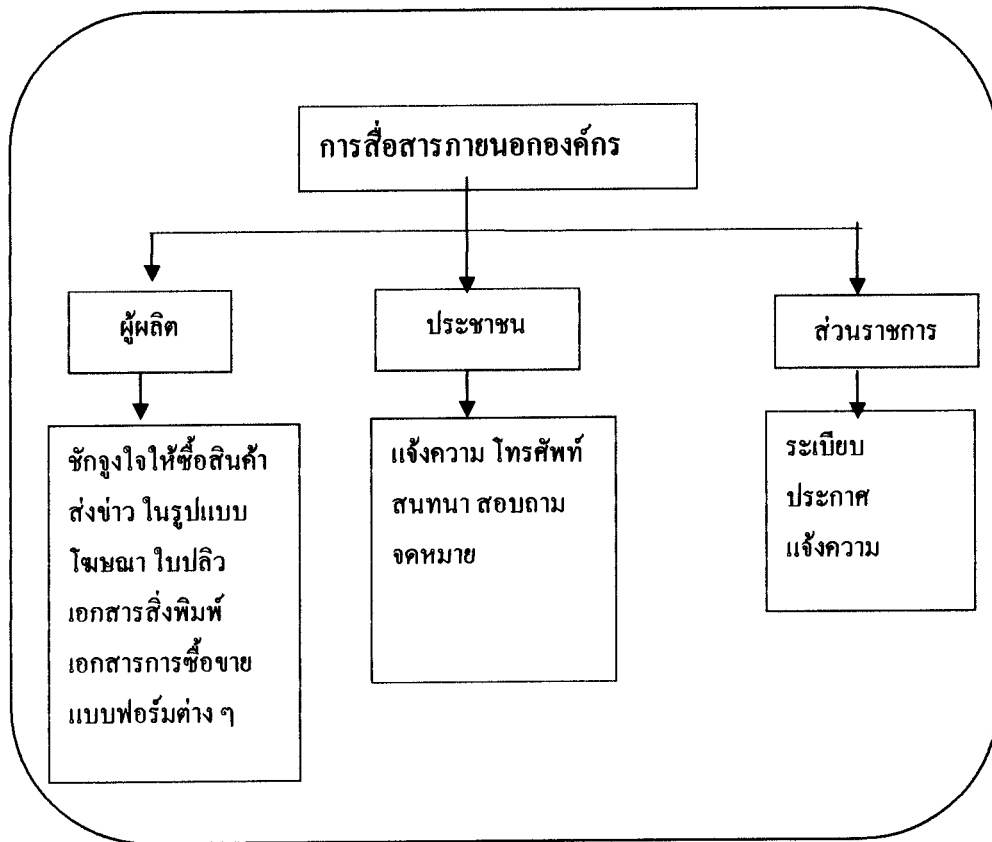 การสื่อสารภายนอกองค์กร
ผู้ผลิต
ประชาชน
ส่วนราชการ
ชักจูงใจให้ซื้อสินค้า
ส่งข่าว ในรูปแบบ
โฆษณา ใบปลิว
เอกสารสิ่งพิมพ์
เอกสารการซื้อขาย
แบบฟอร์มต่าง ๆ
แจ้งความ โทรศัพท์
สนทนา สอบถาม
จดหมาย
ระเบียบ
ประกาศ
แจ้งความ